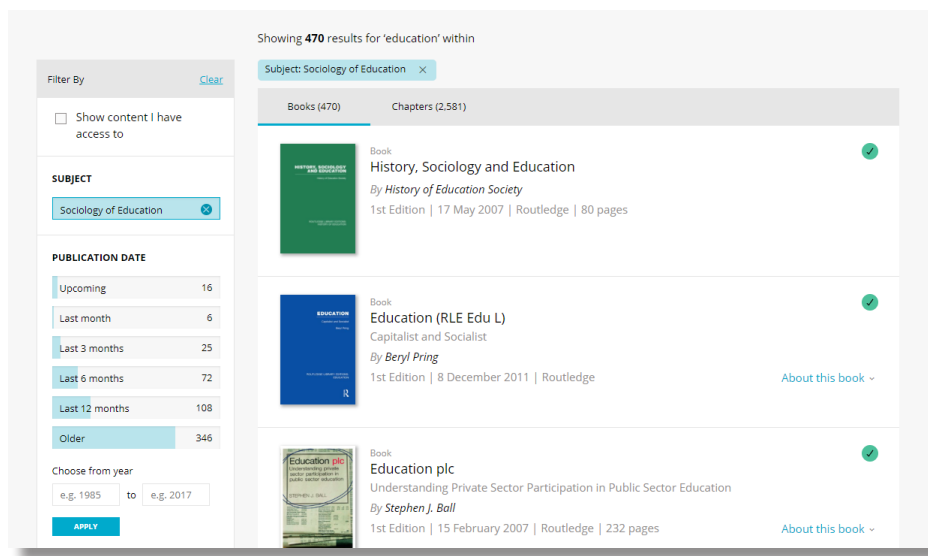 Showing 470 results for ‘education’ within
Subject: Sociology of Education ×
Filter By Clear
Show content I have
access to
SUBJECT
Sociology of Education
PUBLICATION DATE
Upcoming 16
Last month 6
Last 3 months 25
Last 6 months 72
Last 12 months 108
Older 346
Choose from year
e.g. 1985 to e.g. 2017
APPLY
Books (470) Chapters (2,581)
HISTORY, SOCIOLOGY
AND EDUCATION
Book
History, Sociology and Education
By History of Education Society
1st Edition | 17 May 2007 | Routledge | 80 pages
EDUCATION
Book
Education (RLE Edu L)
Capitalist and Socialist
By Beryl Pring
1st Edition | 8 December 2011 | Routledge
About this book
Education plc
Understanding private
sector participation in
public sector education
STEPHEN J. BALL
Book
Education plc
Understanding Private Sector Participation in Public Sector Education
By Stephen J. Ball
1st Edition | 15 February 2007 | Routledge | 232 pages
About this book